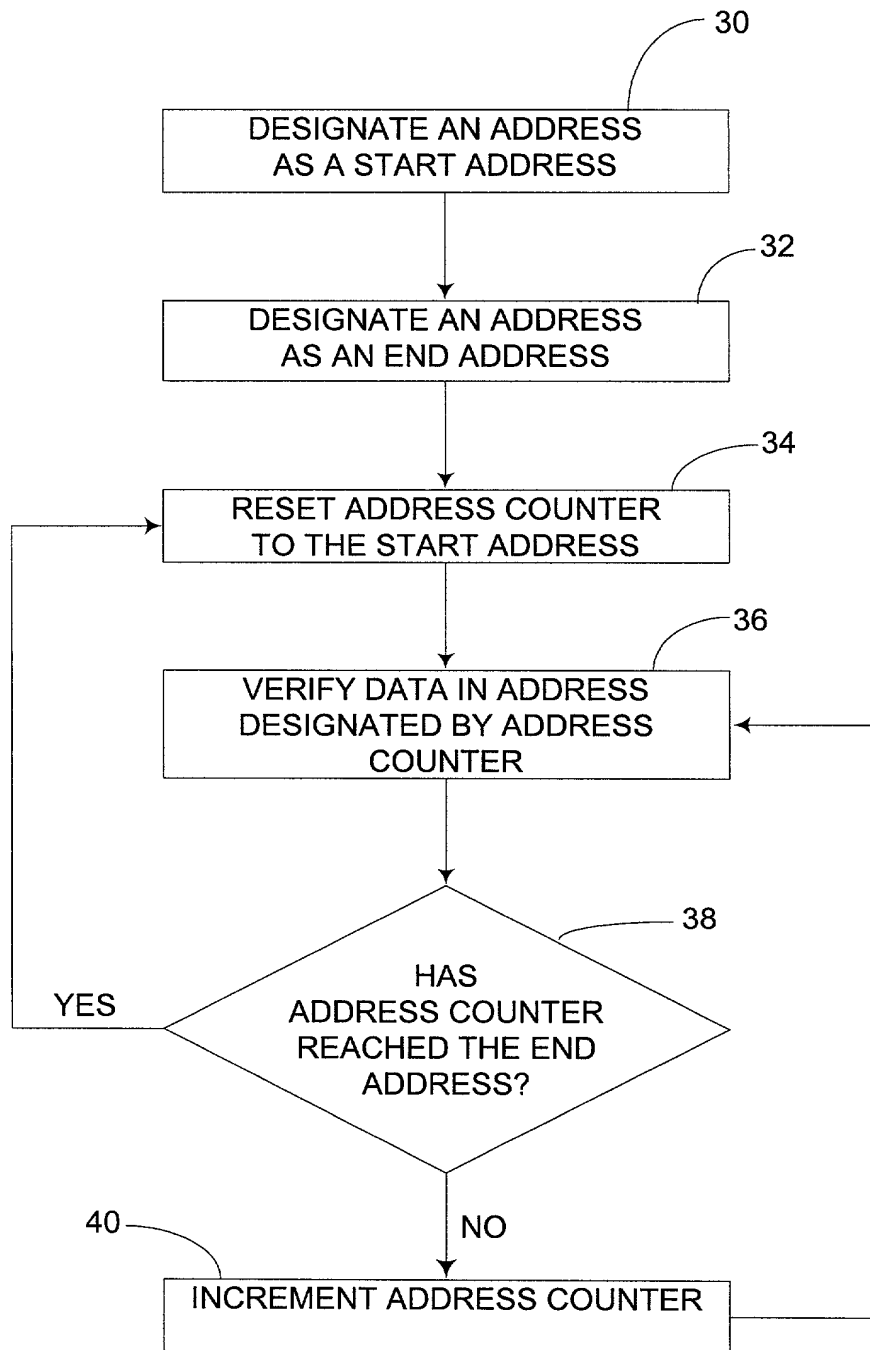 30
DESIGNATE AN ADDRESS
AS A START ADDRESS
32
DESIGNATE AN ADDRESS
AS AN END ADDRESS
34
RESET ADDRESS COUNTER
TO THE START ADDRESS
36
VERIFY DATA IN ADDRESS
DESIGNATED BY ADDRESS
COUNTER
38
HAS
ADDRESS COUNTER
REACHED THE END
ADDRESS?
YES
NO
40
INCREMENT ADDRESS COUNTER